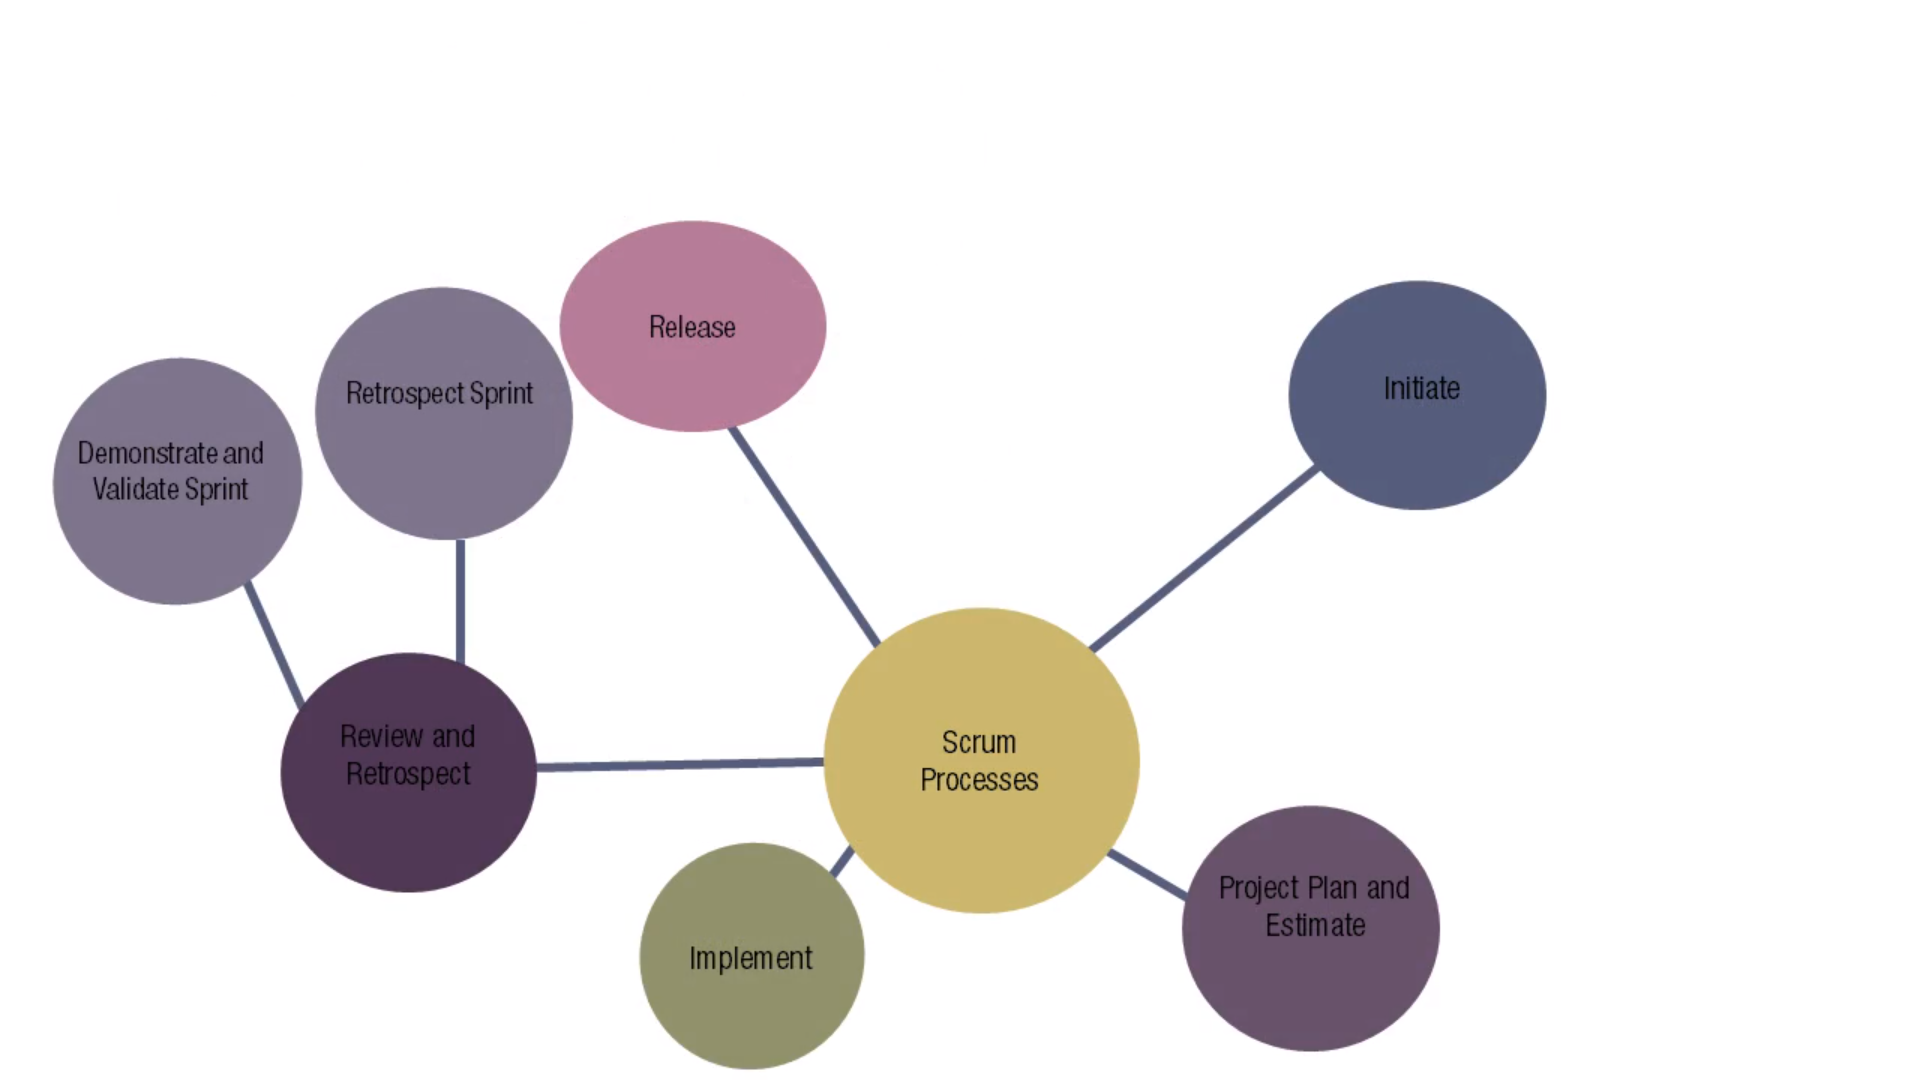 Release
Initiate
Retrospect Sprint
Demonstrate and
Validate Sprint
Review and
Retrospect
Scrum
Processes
Project Plan and
Estimate
Implement